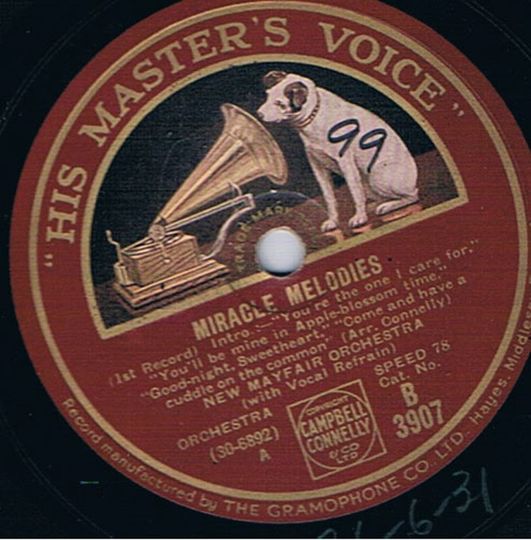 "HIS MASTER'S VOICE"
99
TRADE MARK
MIRACLE MELODIES
(1st Record) Intro.:— "You're the one I care for,"
"You'll be mine in Apple-blossom time,"
"Good-night, Sweetheart," "Come and have a
cuddle on the common" (Arr. Connelly)
NEW MAYFAIR ORCHESTRA
(with Vocal Refrain)
ORCHESTRA
(30-6892)
A
COPYRIGHT
CAMPBELL
CONNELLY
& CO
LTD
SPEED 78
Cat. No.
B
3907
Record manufactured by THE GRAMOPHONE CO. LTD. Hayes, Middx
-6-31